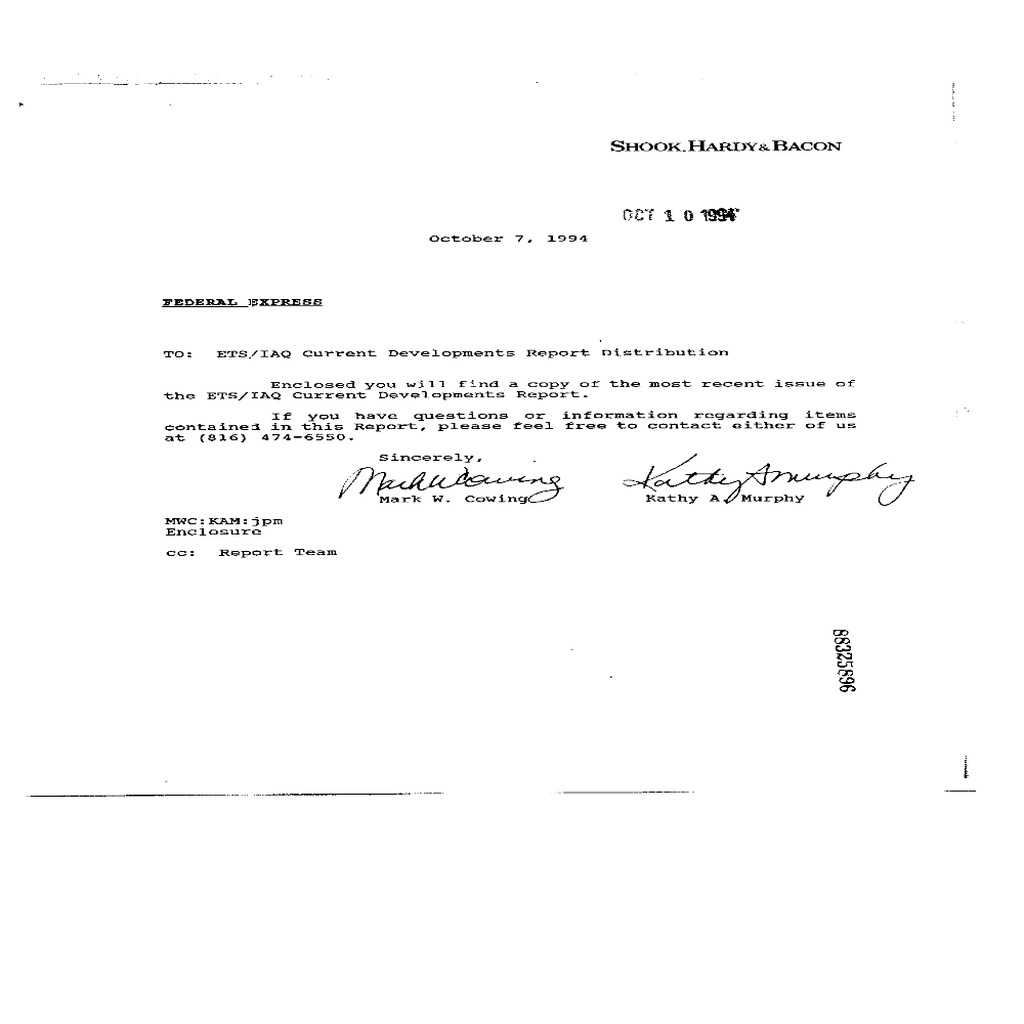 SHOOK, HARDY & BACON
OCT 10 1994
October 7, 1994
FEDERAL EXPRESS
TO: ETS/IAQ Current Developments Report Distribution
Enclosed you will find a copy of the most recent issue of
the ETS/IAQ Current Developments Report.
If you have questions or information regarding items
contained in this Report, please feel free to contact either of us
at (816) 474-6550.
Sincerely,
Mark W Cowing Kathy A Murphy
Mark W. Cowing Kathy A. Murphy
MWC:KAM:jpm
Enclosure
cc: Report Team
88325896